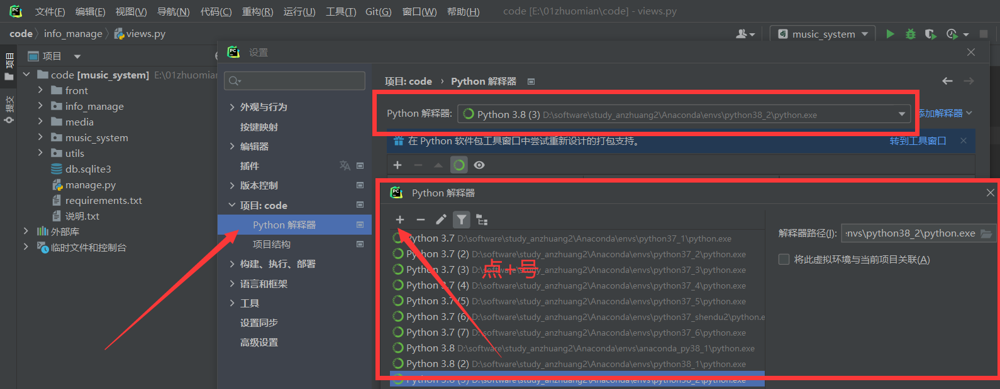 文件(F) 编辑(E) 视图(V) 导航(N) 代码(C) 重构(R) 运行(U) 工具(T) Git(G) 窗口(W) 帮助(H) code [E:\01zhuomian\code] - views.py
code info_manage views.py
music_system
项目
项目
提交
code [music_system] E:\01zhuomian
front
info_manage
media
music_system
utils
db.sqlite3
manage.py
requirements.txt
说明.txt
外部库
临时文件和控制台
设置
外观与行为
按键映射
编辑器
插件
版本控制
项目: code
Python 解释器
项目结构
构建、执行、部署
语言和框架
工具
设置同步
高级设置
项目: code › Python 解释器
Python 解释器: Python 3.8 (3) D:\software\study_anzhuang2\Anaconda\envs\python38_2\python.exe 添加解释器
在 Python 软件包工具窗口中尝试重新设计的打包支持。 转到工具窗口
Python 解释器
Python 3.7 D:\software\study_anzhuang2\Anaconda\envs\python37_1\python.exe
Python 3.7 (2) D:\software\study_anzhuang2\Anaconda\envs\python37_2\python.exe
Python 3.7 (3) D:\software\study_anzhuang2\Anaconda\envs\python37_3\python.exe
Python 3.7 (4) D:\software\study_anzhuang2\Anaconda\envs\python37_4\python.exe
Python 3.7 (5) D:\software\study_anzhuang2\Anaconda\envs\python37_5\python.exe
Python 3.7 (6) D:\software\study_anzhuang2\Anaconda\envs\python37_shendu2\python.e
Python 3.7 (7) D:\software\study_anzhuang2\Anaconda\envs\python37_6\python.exe
Python 3.8 D:\software\study_anzhuang2\Anaconda\envs\anaconda_py38_1\python.exe
Python 3.8 (2) D:\software\study_anzhuang2\Anaconda\envs\python38_1\python.exe
Python 3.8 (3) D:\software\study_anzhuang2\Anaconda\envs\python38_2\python.exe
点+号
解释器路径(I): nvs\python38_2\python.exe
将此虚拟环境与当前项目关联(A)